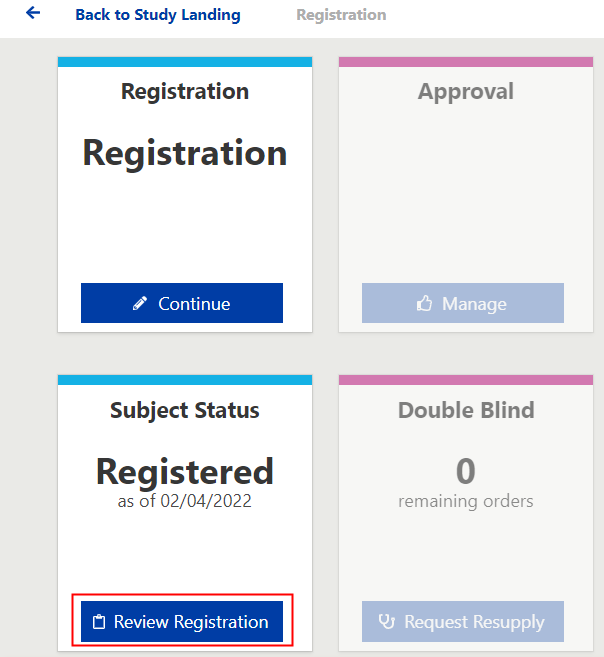 Back to Study Landing
Registration
Registration
Registration
Continue
Approval
Manage
Subject Status
Registered
as of 02/04/2022
Review Registration
Double Blind
0
remaining orders
Request Resupply